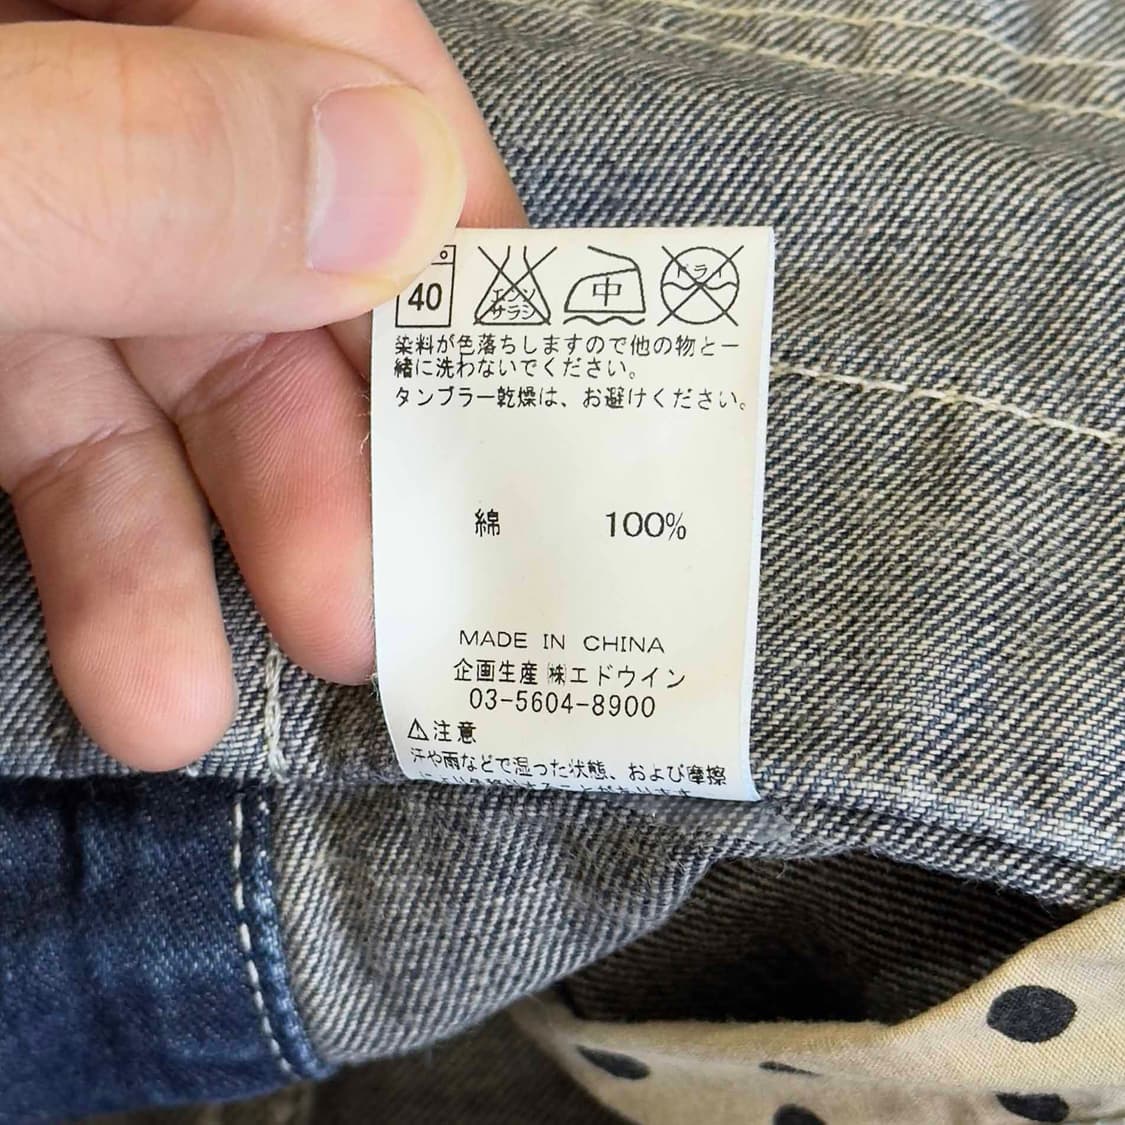 40
エンソ
サラシ
中
ドライ
染料が色落ちしますので他の物と一
緒に洗わないでください。
タンブラー乾燥は、お避けください。
綿 100%
MADE IN CHINA
企画生産 ㈱エドウイン
03-5604-8900
⚠注意
汗や雨などで湿った状態、および摩擦